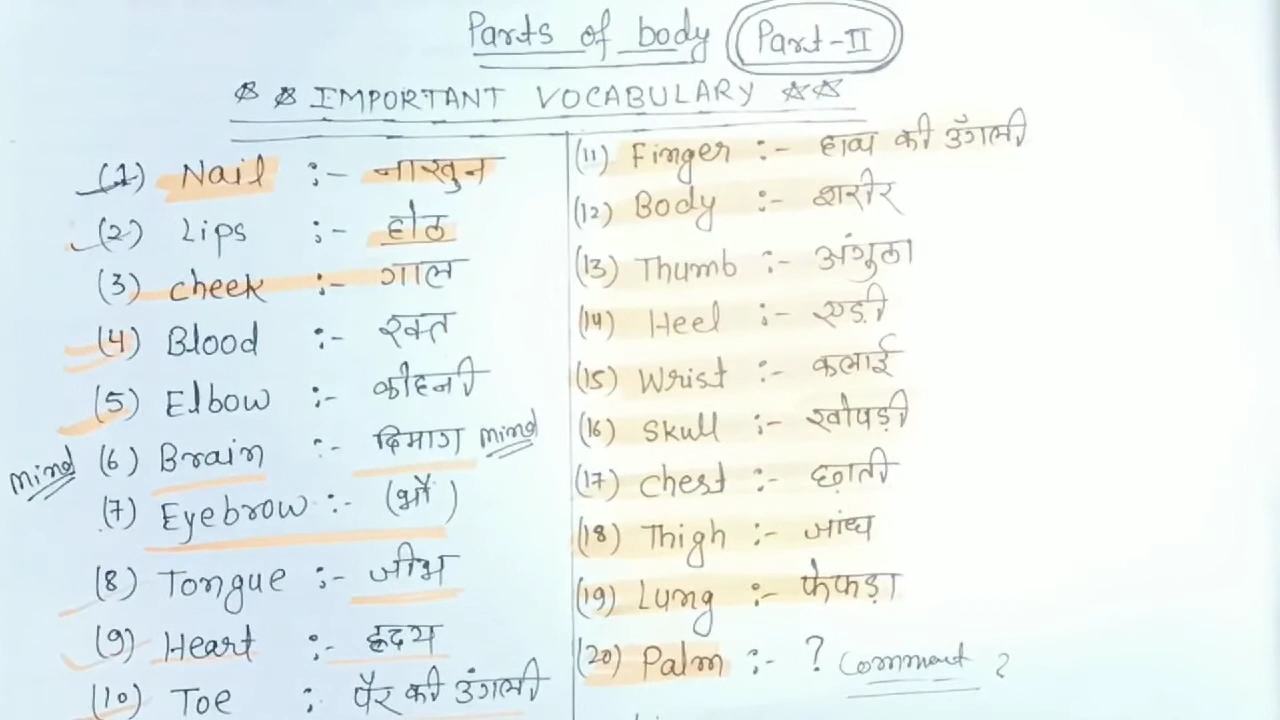 Parts of body Part-II
☆ ☆ IMPORTANT VOCABULARY ☆☆
(1) Nail :- नाखुन
(2) Lips :- होठ
(3) cheek :- गाल
(4) Blood :- रक्त
(5) Elbow :- कोहनी
mind (6) Brain :- दिमाग mind
(7) Eyebrow :- (भौं)
(8) Tongue :- जीभ
(9) Heart :- हृदय
(10) Toe : पैर की उंगली
(11) Finger :- हाथ की उँगली
(12) Body :- शरीर
(13) Thumb :- अंगुठा
(14) Heel :- एड़ी
(15) Wrist :- कलाई
(16) Skull :- खोपड़ी
(17) Chest :- छाती
(18) Thigh :- जांघ
(19) Lung :- फेफड़ा
(20) Palm :- ? Comment ?